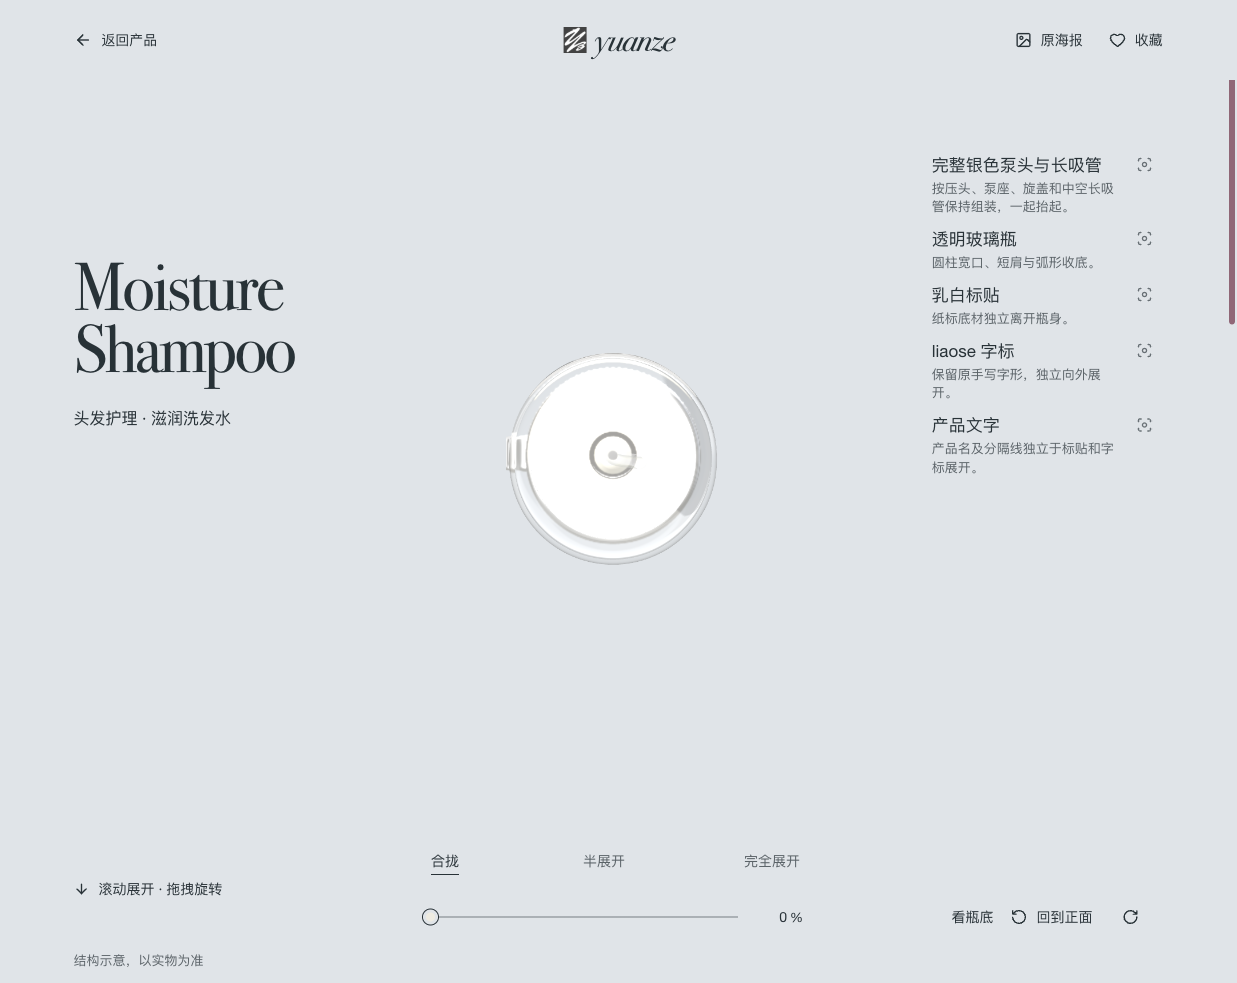 返回产品
yuanze
原海报
收藏
Moisture
Shampoo
头发护理 · 滋润洗发水
完整银色泵头与长吸管
按压头、泵座、旋盖和中空长吸
管保持组装，一起抬起。
透明玻璃瓶
圆柱宽口、短肩与弧形收底。
乳白标贴
纸标底材独立离开瓶身。
liaose 字标
保留原手写字形，独立向外展
开。
产品文字
产品名及分隔线独立于标贴和字
标展开。
合拢
半展开
完全展开
滚动展开 · 拖拽旋转
0 %
看瓶底
回到正面
结构示意，以实物为准